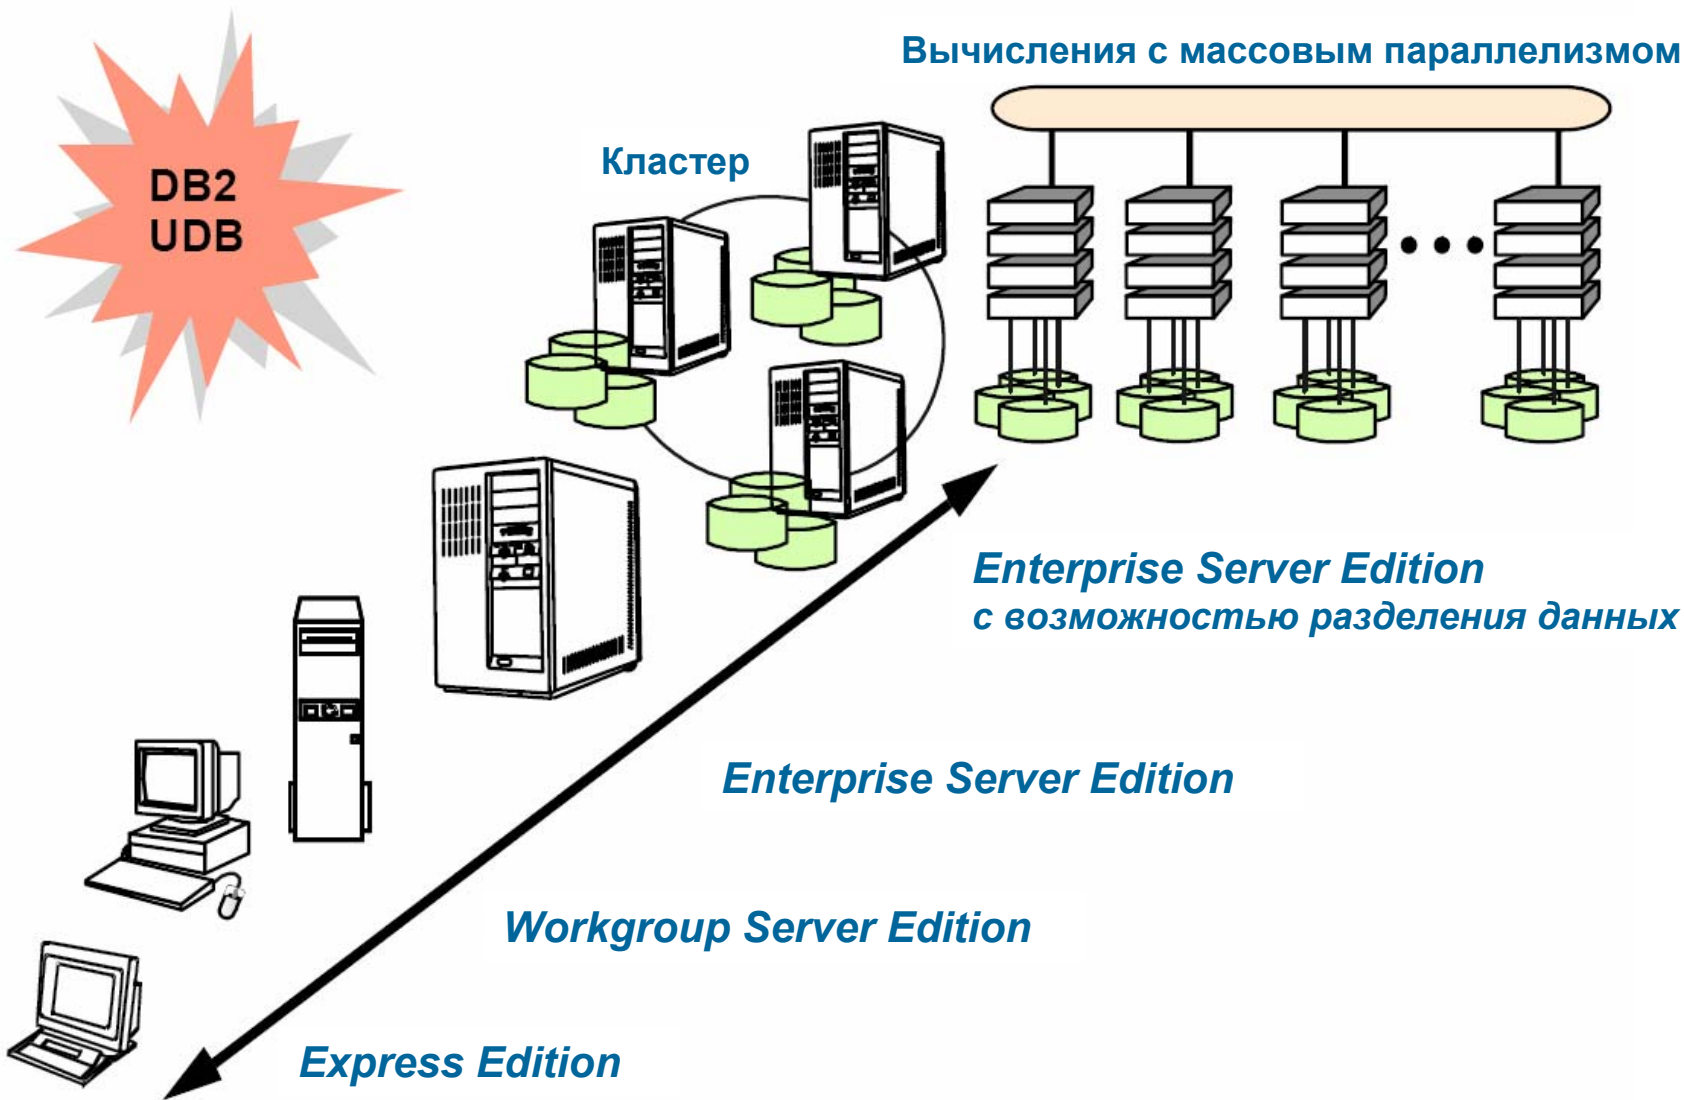 Вычисления с массовым параллелизмом
Кластер
DB2
UDB
Enterprise Server Edition
с возможностью разделения данных
Enterprise Server Edition
Workgroup Server Edition
Express Edition